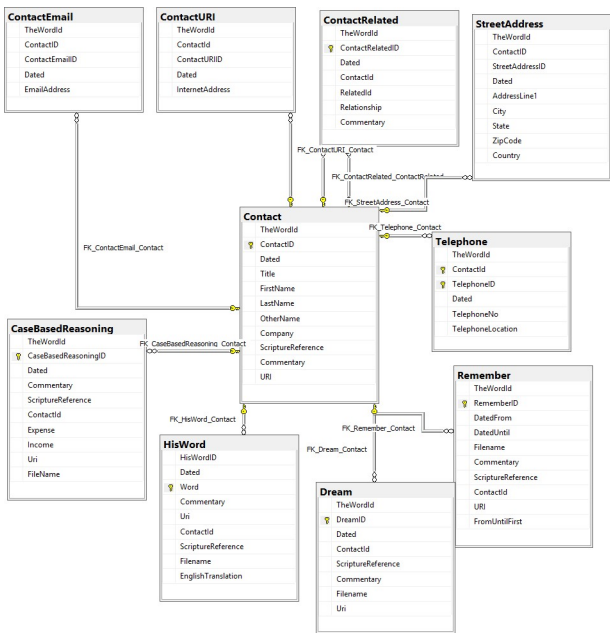 ContactEmail
TheWordId
ContactID
ContactEmailID
Dated
EmailAddress
ContactURI
TheWordId
ContactId
ContactURIID
Dated
InternetAddress
ContactRelated
TheWordId
ContactRelatedID
Dated
ContactId
RelatedId
Relationship
Commentary
StreetAddress
TheWordId
ContactID
StreetAddressID
Dated
AddressLine1
City
State
ZipCode
Country
FK_ContactURI_Contact
FK_ContactRelated_ContactRelated
FK_StreetAddress_Contact
FK_Telephone_Contact
FK_ContactEmail_Contact
Contact
TheWordId
ContactID
Dated
Title
FirstName
LastName
OtherName
Company
ScriptureReference
Commentary
URI
Telephone
TheWordId
ContactId
TelephoneID
Dated
TelephoneNo
TelephoneLocation
CaseBasedReasoning
TheWordId
CaseBasedReasoningID
Dated
Commentary
ScriptureReference
ContactId
Expense
Income
Uri
FileName
FK_CaseBasedReasoning_Contact
FK_HisWord_Contact
FK_Remember_Contact
FK_Dream_Contact
HisWord
HisWordID
Dated
Word
Commentary
Uri
ContactId
ScriptureReference
Filename
EnglishTranslation
Dream
TheWordId
DreamID
Dated
ContactId
ScriptureReference
Commentary
Filename
Uri
Remember
TheWordId
RememberID
DatedFrom
DatedUntil
Filename
Commentary
ScriptureReference
ContactId
URI
FromUntilFirst